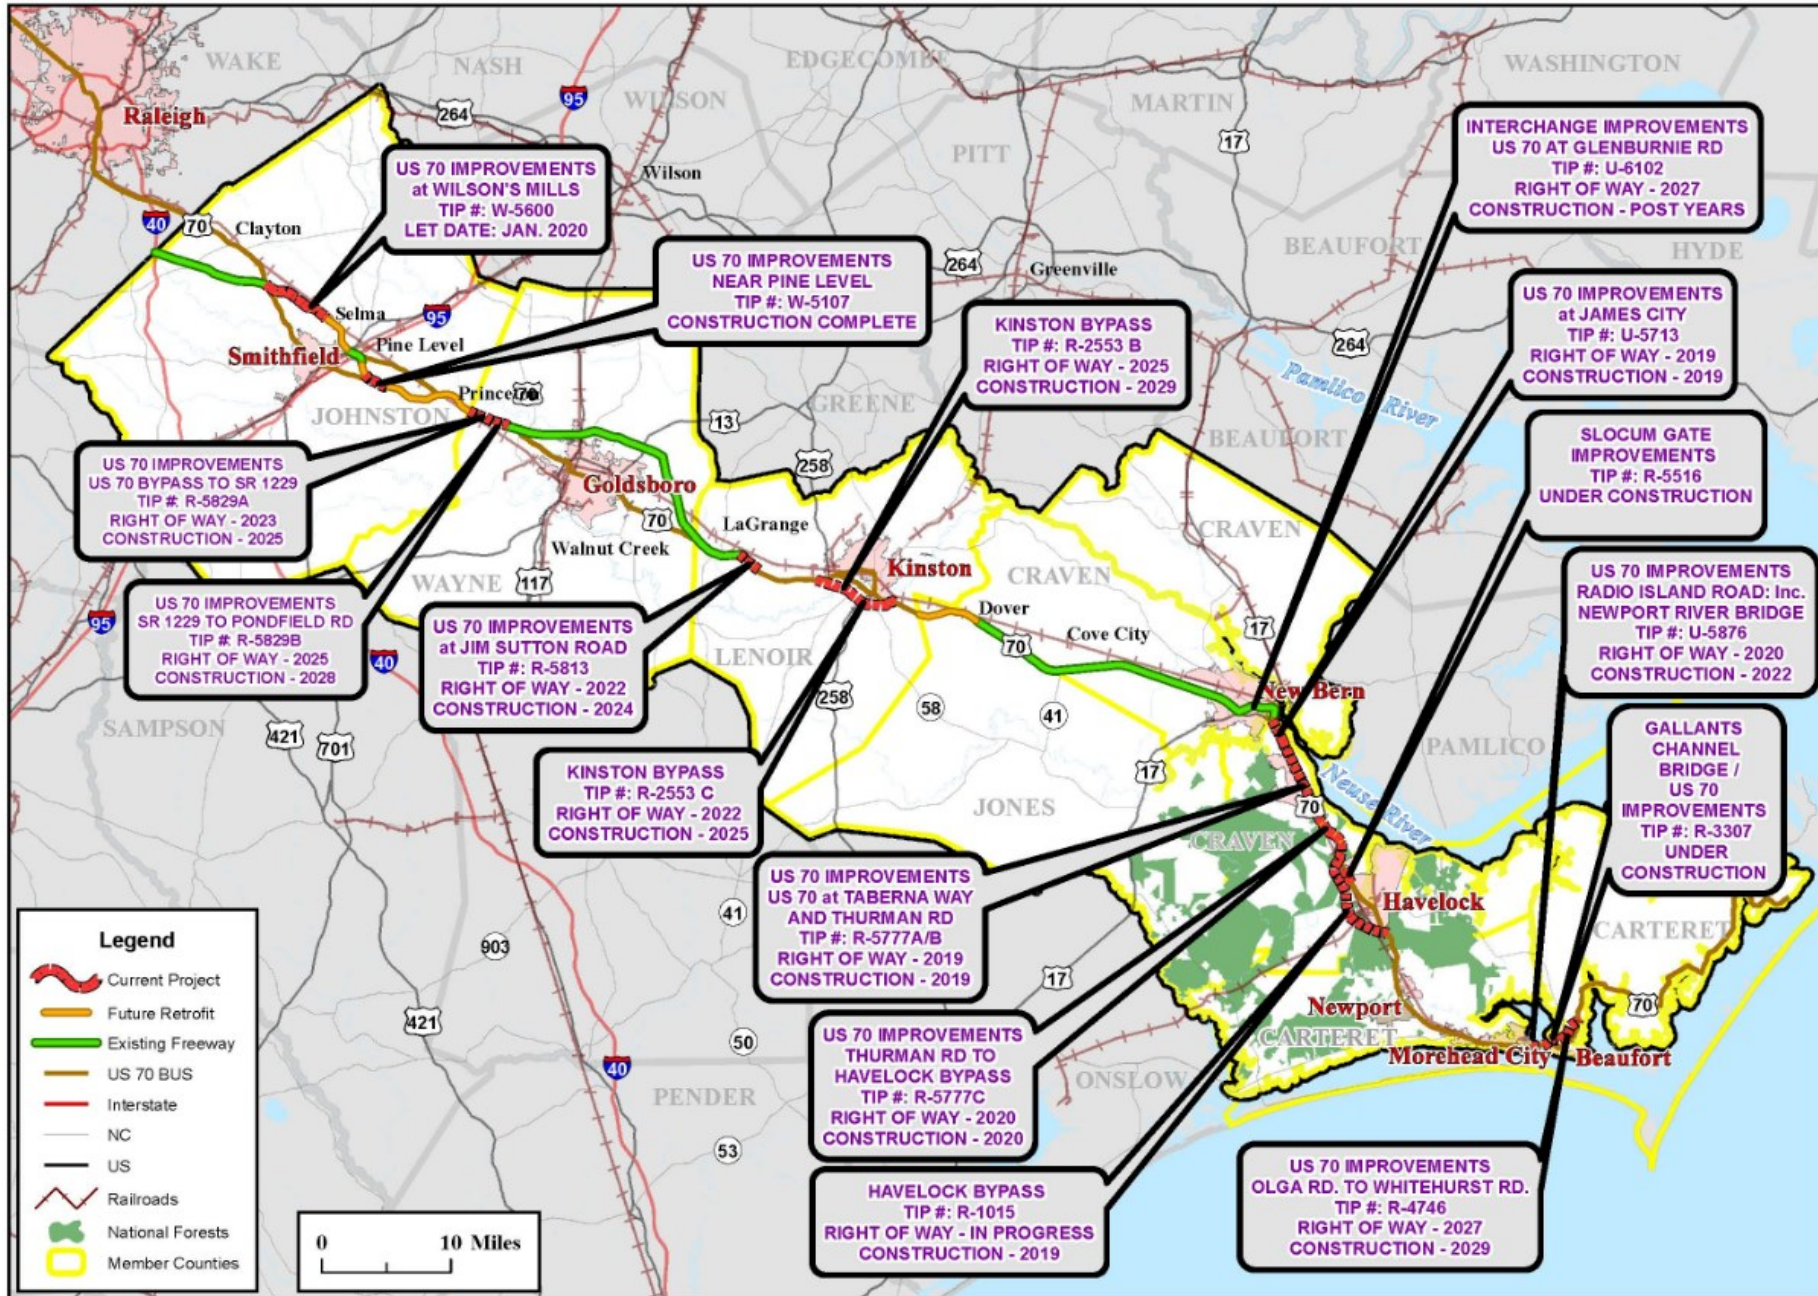 WAKE
NASH
EDGECOMBE
WASHINGTON
WILSON
MARTIN
Raleigh
95
264
17
PITT
INTERCHANGE IMPROVEMENTS
US 70 AT GLENBURNIE RD
TIP #: U-6102
RIGHT OF WAY - 2027
CONSTRUCTION - POST YEARS
US 70 IMPROVEMENTS
at WILSON'S MILLS
TIP #: W-5600
LET DATE: JAN. 2020
Wilson
40
70
Clayton
BEAUFORT
HYDE
264
Greenville
US 70 IMPROVEMENTS
NEAR PINE LEVEL
TIP #: W-5107
CONSTRUCTION COMPLETE
US 70 IMPROVEMENTS
at JAMES CITY
TIP #: U-5713
RIGHT OF WAY - 2019
CONSTRUCTION - 2019
KINSTON BYPASS
TIP #: R-2553 B
RIGHT OF WAY - 2025
CONSTRUCTION - 2029
Selma
95
Pine Level
Smithfield
264
Pamlico River
Princeton
70
JOHNSTON
GREENE
13
BEAUFORT
SLOCUM GATE
IMPROVEMENTS
TIP #: R-5516
UNDER CONSTRUCTION
US 70 IMPROVEMENTS
US 70 BYPASS TO SR 1229
TIP #: R-5829A
RIGHT OF WAY - 2023
CONSTRUCTION - 2025
258
Goldsboro
70
LaGrange
CRAVEN
Walnut Creek
Kinston
CRAVEN
WAYNE
117
US 70 IMPROVEMENTS
RADIO ISLAND ROAD: Inc.
NEWPORT RIVER BRIDGE
TIP #: U-5876
RIGHT OF WAY - 2020
CONSTRUCTION - 2022
US 70 IMPROVEMENTS
SR 1229 TO PONDFIELD RD
TIP #: R-5829B
RIGHT OF WAY - 2025
CONSTRUCTION - 2028
95
40
US 70 IMPROVEMENTS
at JIM SUTTON ROAD
TIP #: R-5813
RIGHT OF WAY - 2022
CONSTRUCTION - 2024
Dover
70
Cove City
17
LENOIR
258
58
41
New Bern
SAMPSON
421
701
17
PAMLICO
Neuse River
GALLANTS
CHANNEL
BRIDGE /
US 70
IMPROVEMENTS
TIP #: R-3307
UNDER
CONSTRUCTION
KINSTON BYPASS
TIP #: R-2553 C
RIGHT OF WAY - 2022
CONSTRUCTION - 2025
JONES
70
CRAVEN
US 70 IMPROVEMENTS
US 70 at TABERNA WAY
AND THURMAN RD
TIP #: R-5777A/B
RIGHT OF WAY - 2019
CONSTRUCTION - 2019
Havelock
CARTERET
41
903
17
70
Newport
CARTERET
Morehead City
Beaufort
421
50
40
US 70 IMPROVEMENTS
THURMAN RD TO
HAVELOCK BYPASS
TIP #: R-5777C
RIGHT OF WAY - 2020
CONSTRUCTION - 2020
ONSLOW
PENDER
53
HAVELOCK BYPASS
TIP #: R-1015
RIGHT OF WAY - IN PROGRESS
CONSTRUCTION - 2019
US 70 IMPROVEMENTS
OLGA RD. TO WHITEHURST RD.
TIP #: R-4746
RIGHT OF WAY - 2027
CONSTRUCTION - 2029
Legend
Current Project
Future Retrofit
Existing Freeway
US 70 BUS
Interstate
NC
US
Railroads
National Forests
Member Counties
0 10 Miles